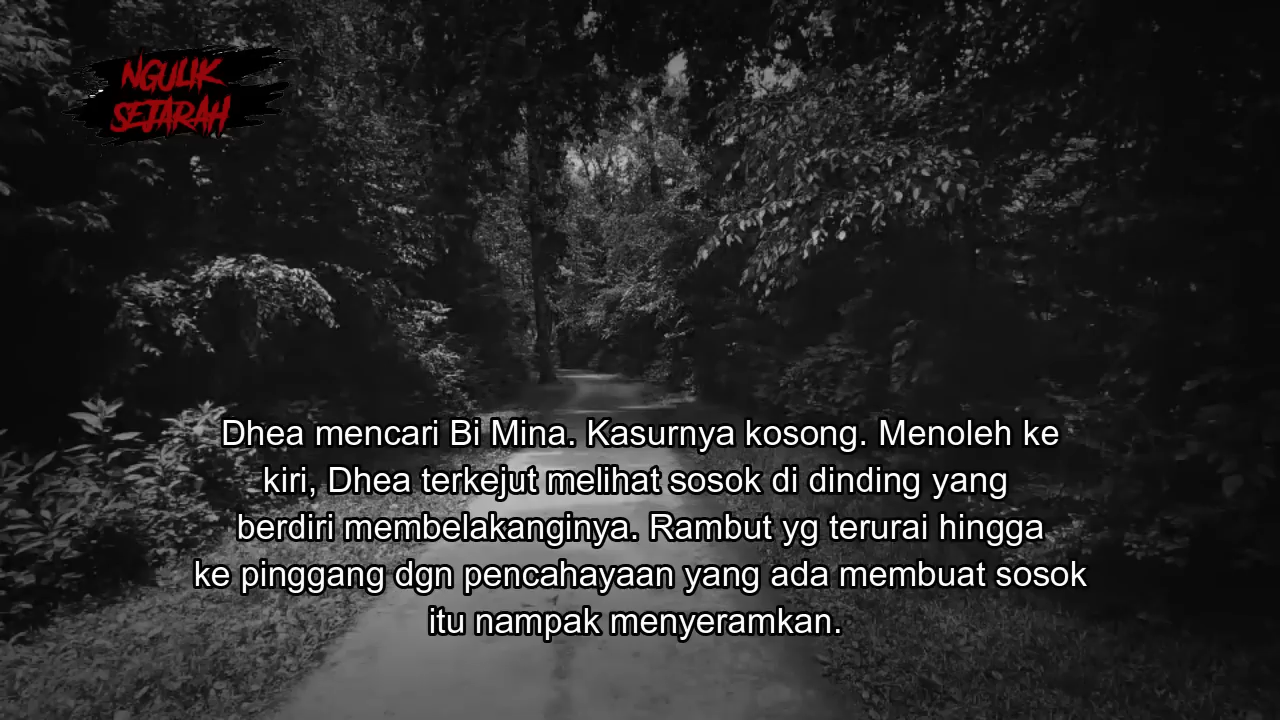 NGULIK
SEJARAH
Dhea mencari Bi Mina. Kasurnya kosong. Menoleh ke
kiri, Dhea terkejut melihat sosok di dinding yang
berdiri membelakanginya. Rambut yg terurai hingga
ke pinggang dgn pencahayaan yang ada membuat sosok
itu nampak menyeramkan.